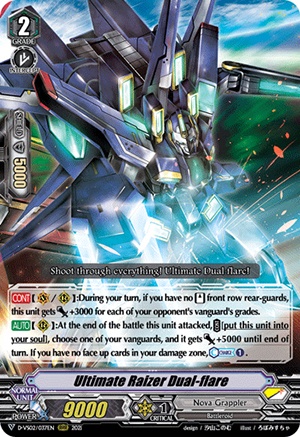 2
GRADE
INTERCEPT
5000
Shoot through everything! Ultimate Dual flare!
CONT : During your turn, if you have no front row rear-guards,
this unit gets +3000 for each of your opponent's vanguard's grades.
AUTO : At the end of the battle this unit attacked, [put this unit into
your soul], choose one of your vanguards, and it gets +5000 until end of
turn. If you have no face up cards in your damage zone,
NORMAL
UNIT
Ultimate Raizer Dual-flare
POWER
9000
1
CRITICAL
Nova Grappler
Battleroid
D-VS02/037EN
2021